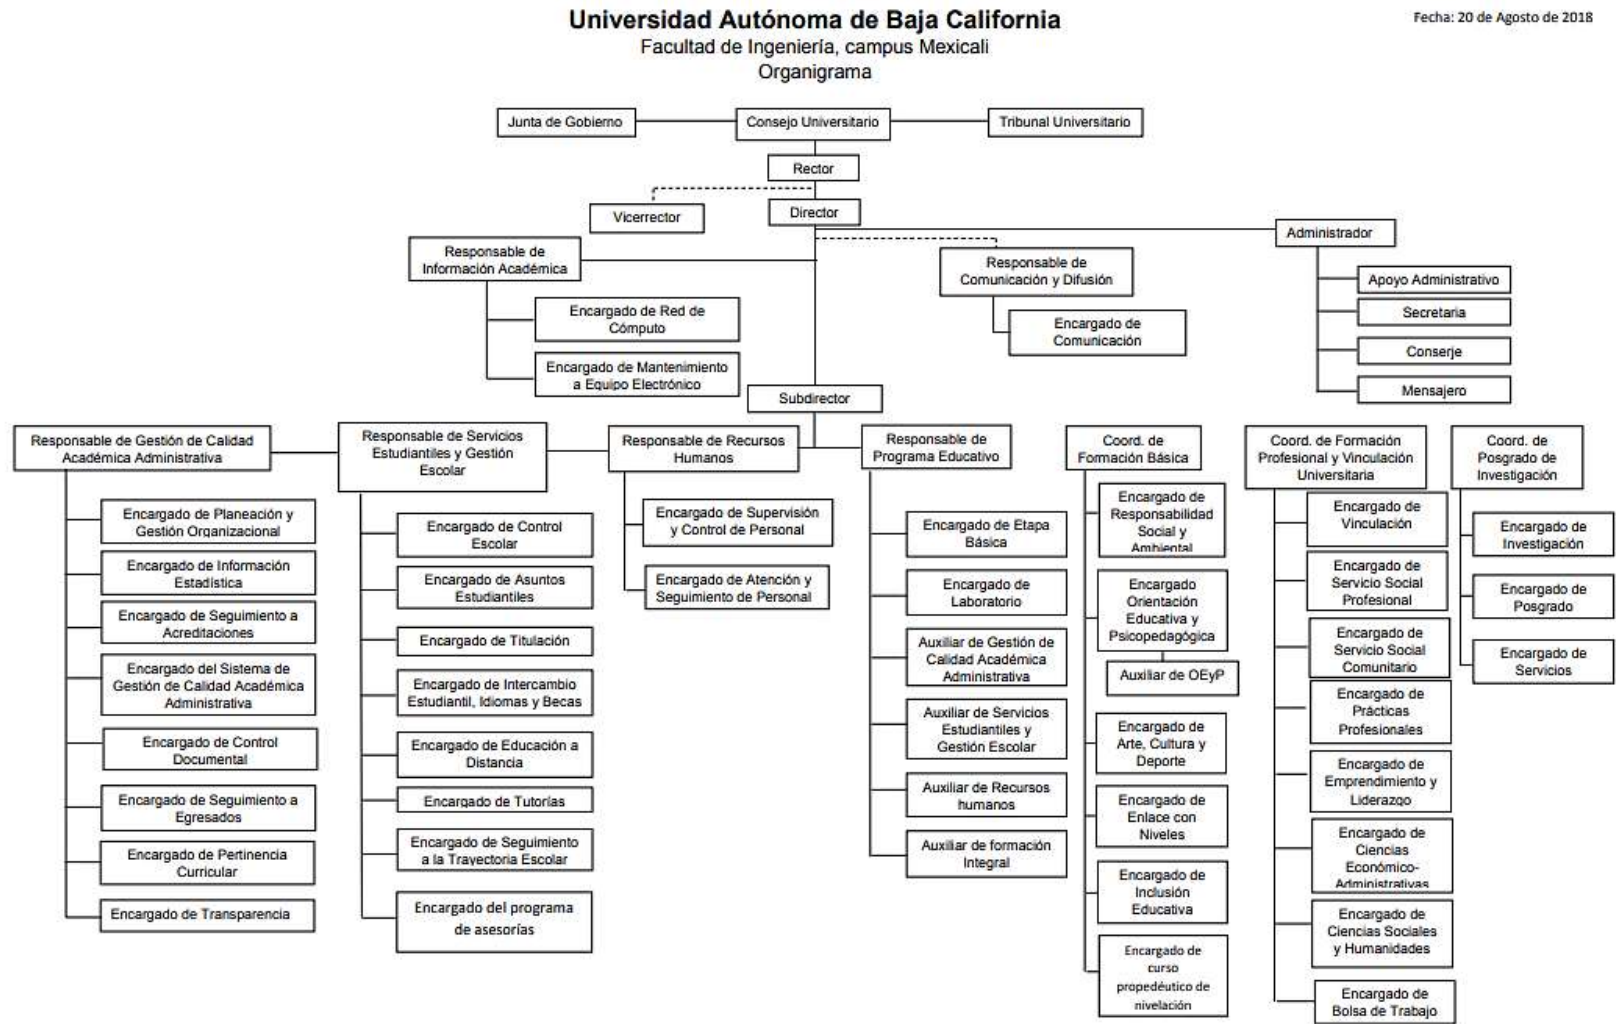 Universidad Autónoma de Baja California
Fecha: 20 de Agosto de 2018
Facultad de Ingeniería, campus Mexicali
Organigrama
Junta de Gobierno
Consejo Universitario
Tribunal Universitario
Rector
Vicerrector
Director
Administrador
Responsable de
Información Académica
Responsable de
Comunicación y Difusión
Apoyo Administrativo
Secretaria
Conserje
Mensajero
Encargado de Red de
Cómputo
Encargado de Mantenimiento
a Equipo Electrónico
Encargado de
Comunicación
Subdirector
Responsable de Gestión de Calidad
Académica Administrativa
Encargado de Planeación y
Gestión Organizacional
Encargado de Información
Estadística
Encargado de Seguimiento a
Acreditaciones
Encargado del Sistema de
Gestión de Calidad Académica
Administrativa
Encargado de Control
Documental
Encargado de Seguimiento a
Egresados
Encargado de Pertinencia
Curricular
Encargado de Transparencia
Responsable de Servicios
Estudiantiles y Gestión
Escolar
Encargado de Control
Escolar
Encargado de Asuntos
Estudiantiles
Encargado de Titulación
Encargado de Intercambio
Estudiantil, Idiomas y Becas
Encargado de Educación a
Distancia
Encargado de Tutorías
Encargado de Seguimiento
a la Trayectoria Escolar
Encargado del programa
de asesorías
Responsable de Recursos
Humanos
Encargado de Supervisión
y Control de Personal
Encargado de Atención y
Seguimiento de Personal
Responsable de
Programa Educativo
Encargado de Etapa
Básica
Encargado de
Laboratorio
Auxiliar de Gestión de
Calidad Académica
Administrativa
Auxiliar de Servicios
Estudiantiles y
Gestión Escolar
Auxiliar de Recursos
humanos
Auxiliar de formación
Integral
Coord. de
Formación Básica
Encargado de
Responsabilidad
Social y
Ambiental
Encargado
Orientación
Educativa y
Psicopedagógica
Auxiliar de OEyP
Encargado de
Arte, Cultura y
Deporte
Encargado de
Enlace con
Niveles
Encargado de
Inclusión
Educativa
Encargado de
curso
propedéutico de
nivelación
Coord. de Formación
Profesional y Vinculación
Universitaria
Encargado de
Vinculación
Encargado de
Servicio Social
Profesional
Encargado de
Servicio Social
Comunitario
Encargado de
Prácticas
Profesionales
Encargado de
Emprendimiento y
Liderazgo
Encargado de
Ciencias
Económico-
Administrativas
Encargado de
Ciencias Sociales
y Humanidades
Encargado de
Bolsa de Trabajo
Coord. de
Posgrado de
Investigación
Encargado de
Investigación
Encargado de
Posgrado
Encargado de
Servicios